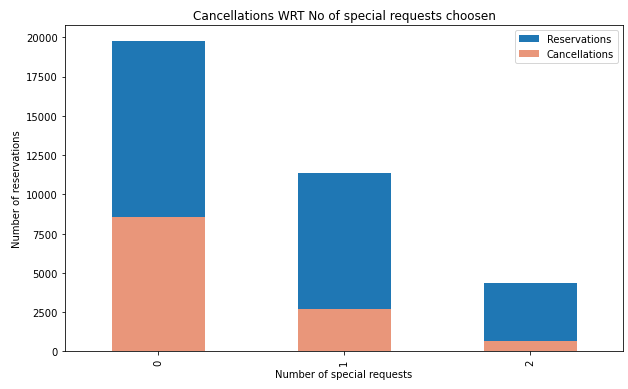 Cancellations WRT No of special requests choosen
Reservations
Cancellations
Number of reservations
20000
17500
15000
12500
10000
7500
5000
2500
0
0
1
2
Number of special requests